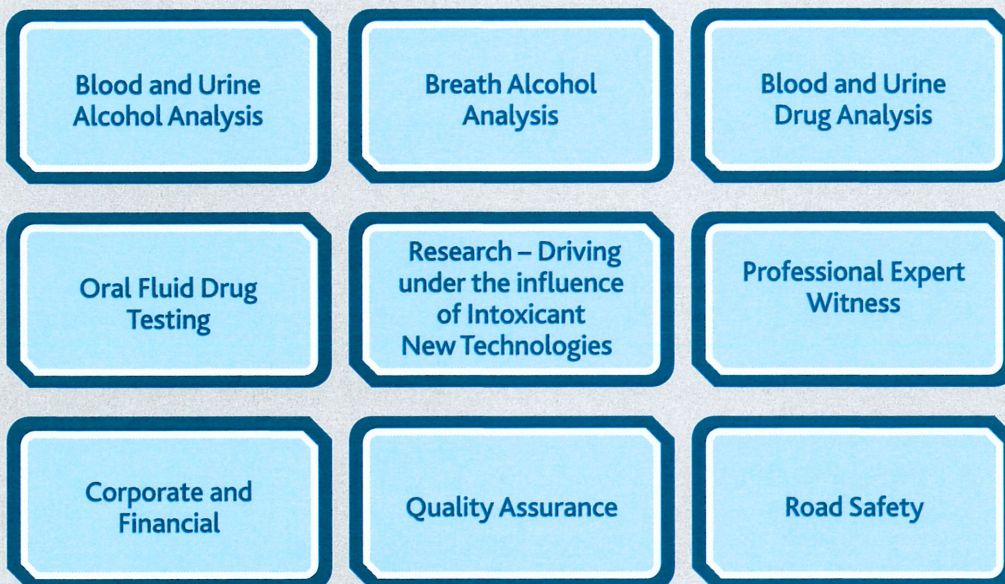 Blood and Urine
Alcohol Analysis
Breath Alcohol
Analysis
Blood and Urine
Drug Analysis
Oral Fluid Drug
Testing
Research – Driving
under the influence
of Intoxicant
New Technologies
Professional Expert
Witness
Corporate and
Financial
Quality Assurance
Road Safety